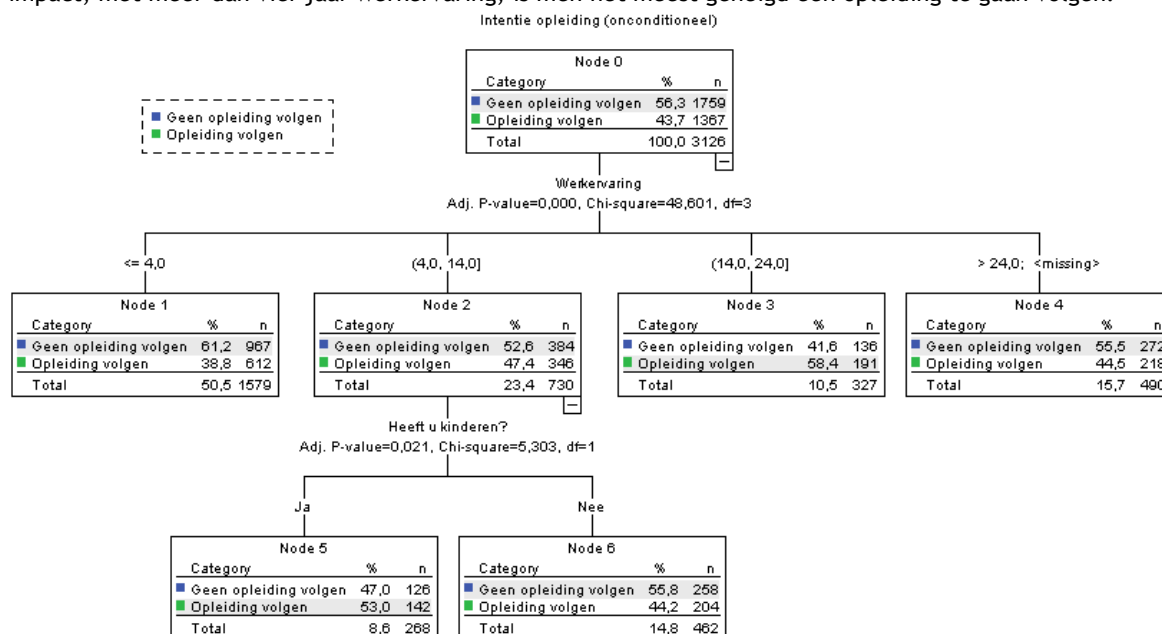 impact, met meer dan vier jaar werkervaring, is men het meest geneigd een opleiding te gaan volgen.
Intentie opleiding (onconditioneel)
Geen opleiding volgen
Opleiding volgen
Node 0
Category % n
Geen opleiding volgen 56,3 1759
Opleiding volgen 43,7 1367
Total 100,0 3126
Werkervaring
Adj. P-value=0,000, Chi-square=48,601, df=3
<= 4,0 (4,0, 14,0] (14,0, 24,0] > 24,0; <missing>
Node 1
Category % n
Geen opleiding volgen 61,2 967
Opleiding volgen 38,8 612
Total 50,5 1579
Node 2
Category % n
Geen opleiding volgen 52,6 384
Opleiding volgen 47,4 346
Total 23,4 730
Node 3
Category % n
Geen opleiding volgen 41,6 136
Opleiding volgen 58,4 191
Total 10,5 327
Node 4
Category % n
Geen opleiding volgen 55,5 272
Opleiding volgen 44,5 218
Total 15,7 490
Heeft u kinderen?
Adj. P-value=0,021, Chi-square=5,303, df=1
Ja Nee
Node 5
Category % n
Geen opleiding volgen 47,0 126
Opleiding volgen 53,0 142
Total 8,6 268
Node 6
Category % n
Geen opleiding volgen 55,8 258
Opleiding volgen 44,2 204
Total 14,8 462